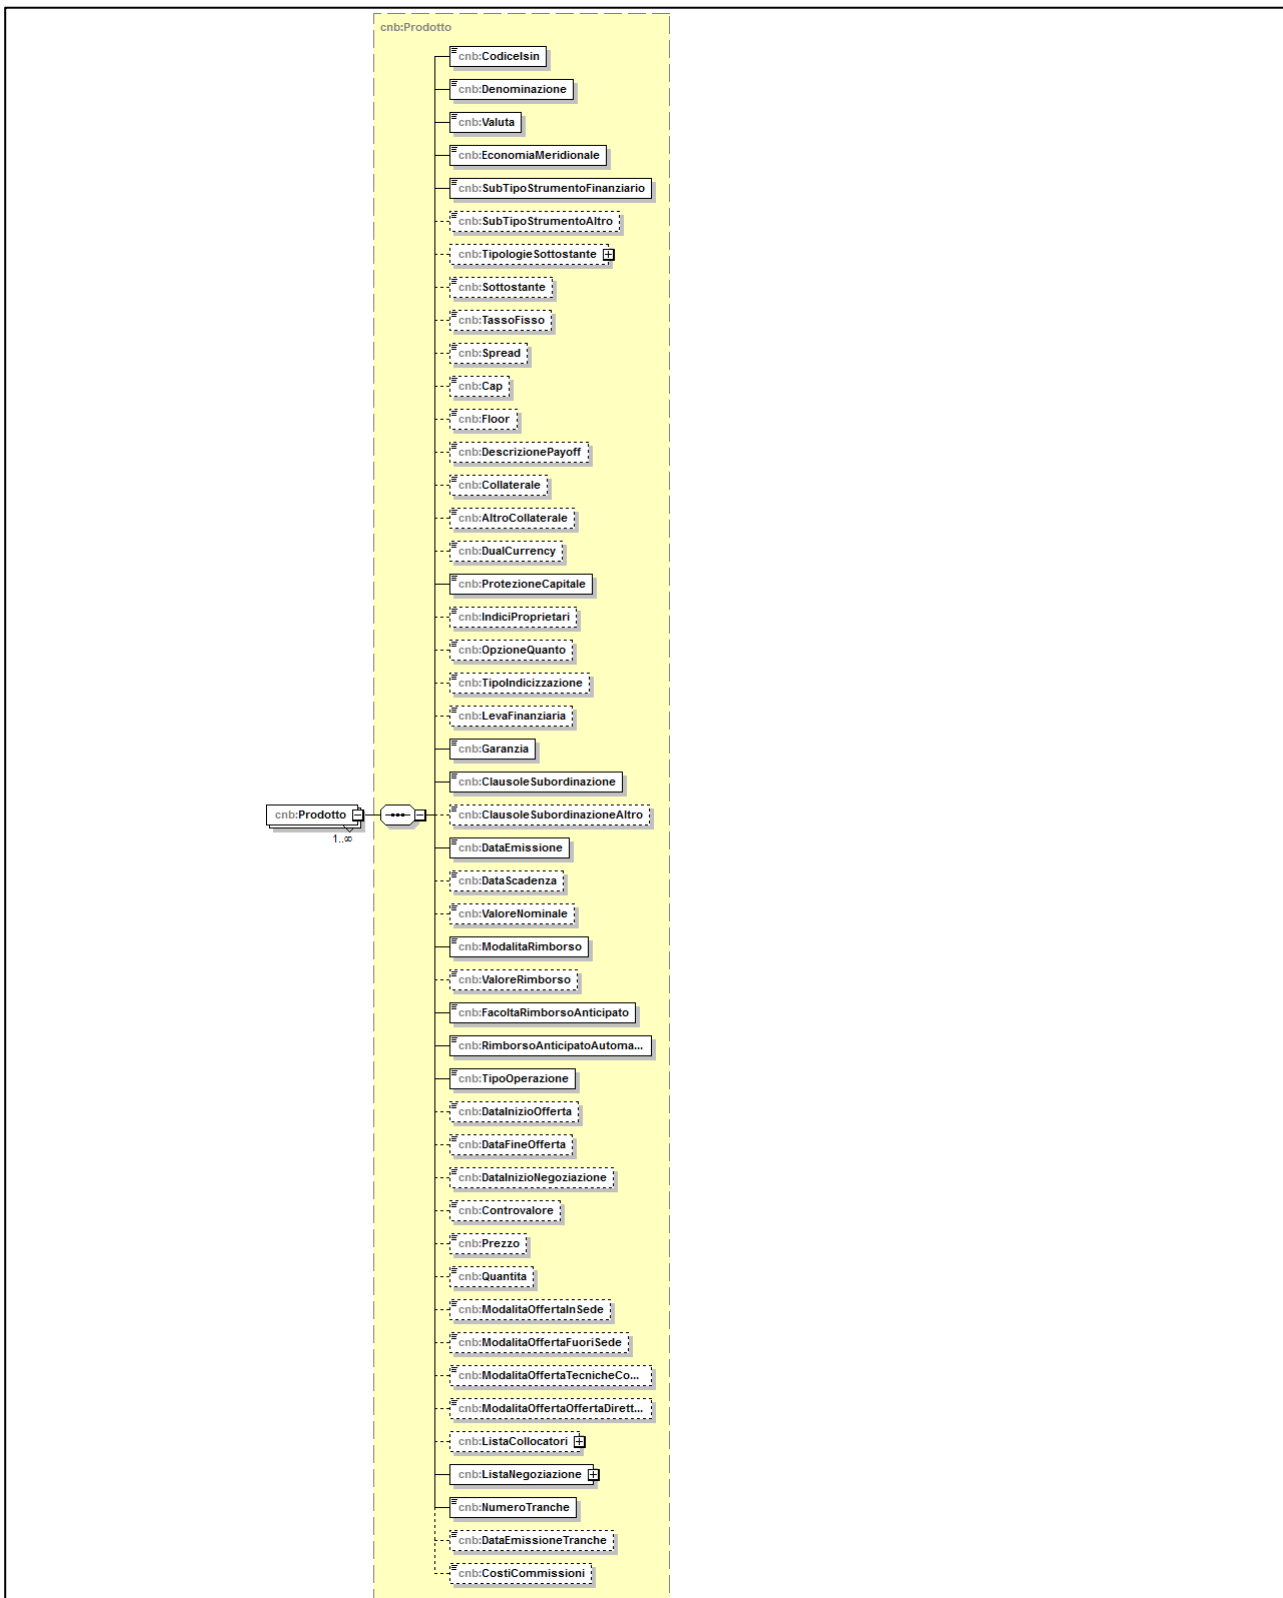 cnb:Prodotto
cnb:CodiceIsin
cnb:Denominazione
cnb:Valuta
cnb:EconomiaMeridionale
cnb:SubTipoStrumentoFinanziario
cnb:SubTipoStrumentoAltro
cnb:TipologieSottostante
cnb:Sottostante
cnb:TassoFisso
cnb:Spread
cnb:Cap
cnb:Floor
cnb:DescrizionePayoff
cnb:Collaterale
cnb:AltroCollaterale
cnb:DualCurrency
cnb:ProtezioneCapitale
cnb:IndiciProprietari
cnb:OpzioneQuanto
cnb:TipoIndicizzazione
cnb:LevaFinanziaria
cnb:Garanzia
cnb:ClausoleSubordinazione
cnb:Prodotto
1..∞
cnb:ClausoleSubordinazioneAltro
cnb:DataEmissione
cnb:DataScadenza
cnb:ValoreNominale
cnb:ModalitaRimborso
cnb:ValoreRimborso
cnb:FacoltaRimborsoAnticipato
cnb:RimborsoAnticipatoAutoma...
cnb:TipoOperazione
cnb:DataInizioOfferta
cnb:DataFineOfferta
cnb:DataInizioNegoziazione
cnb:Controvalore
cnb:Prezzo
cnb:Quantita
cnb:ModalitaOffertaInSede
cnb:ModalitaOffertaFuoriSede
cnb:ModalitaOffertaTecnicheCo...
cnb:ModalitaOffertaOffertaDirett...
cnb:ListaCollocatori
cnb:ListaNegoziazione
cnb:NumeroTranche
cnb:DataEmissioneTranche
cnb:CostiCommissioni